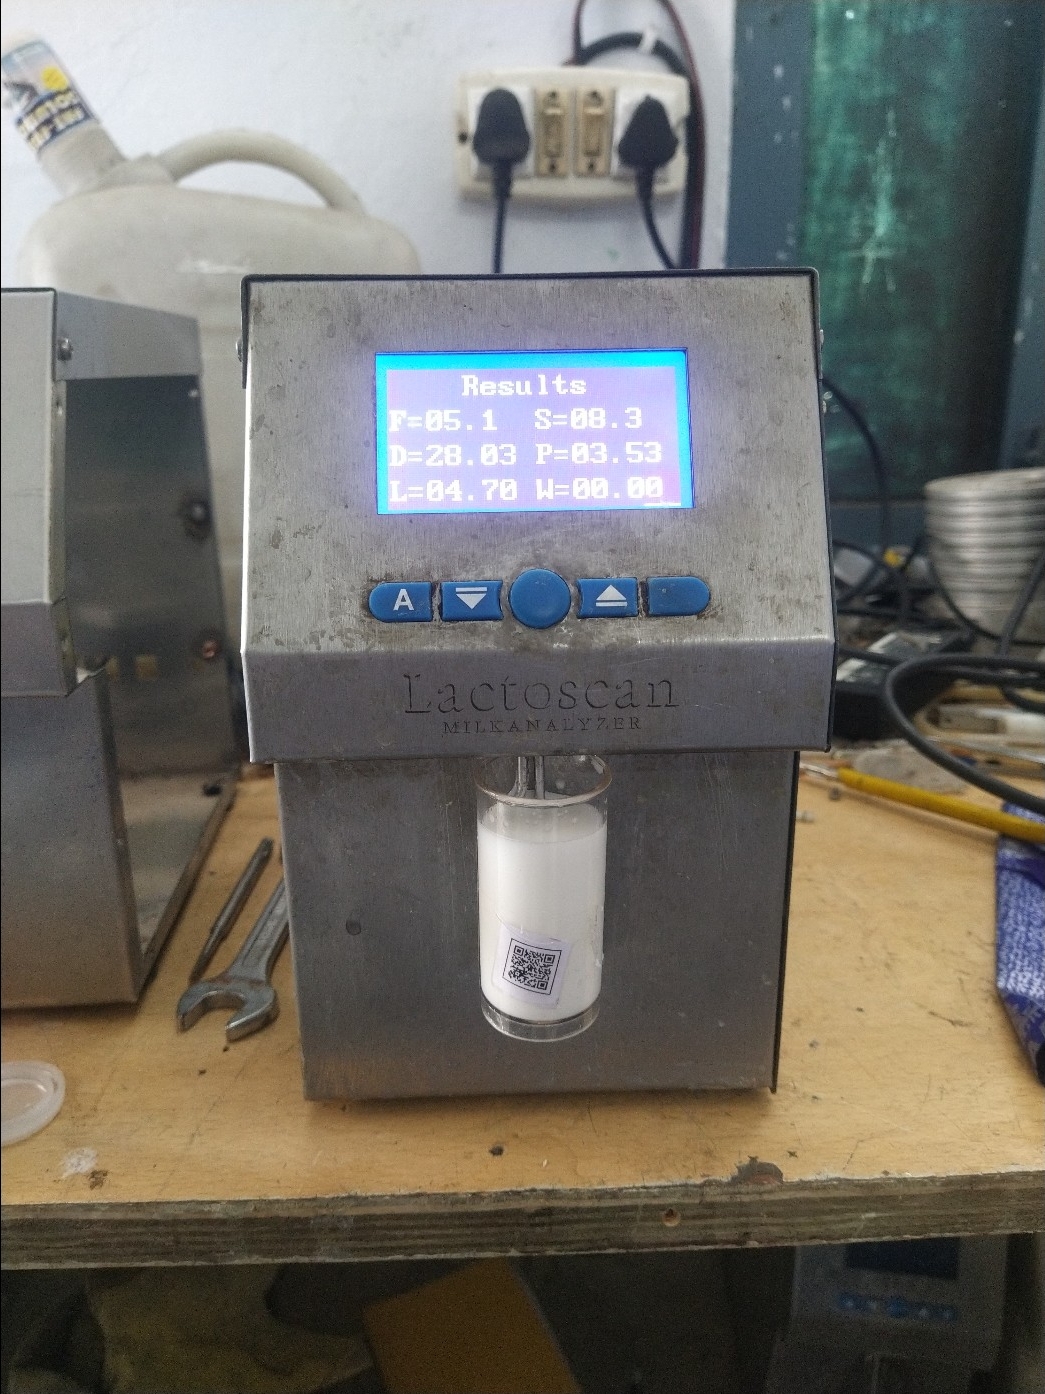 Results
F=05.1 S=08.3
D=28.03 P=03.53
L=04.70 W=00.00
A
Lactoscan
MILKANALYZER